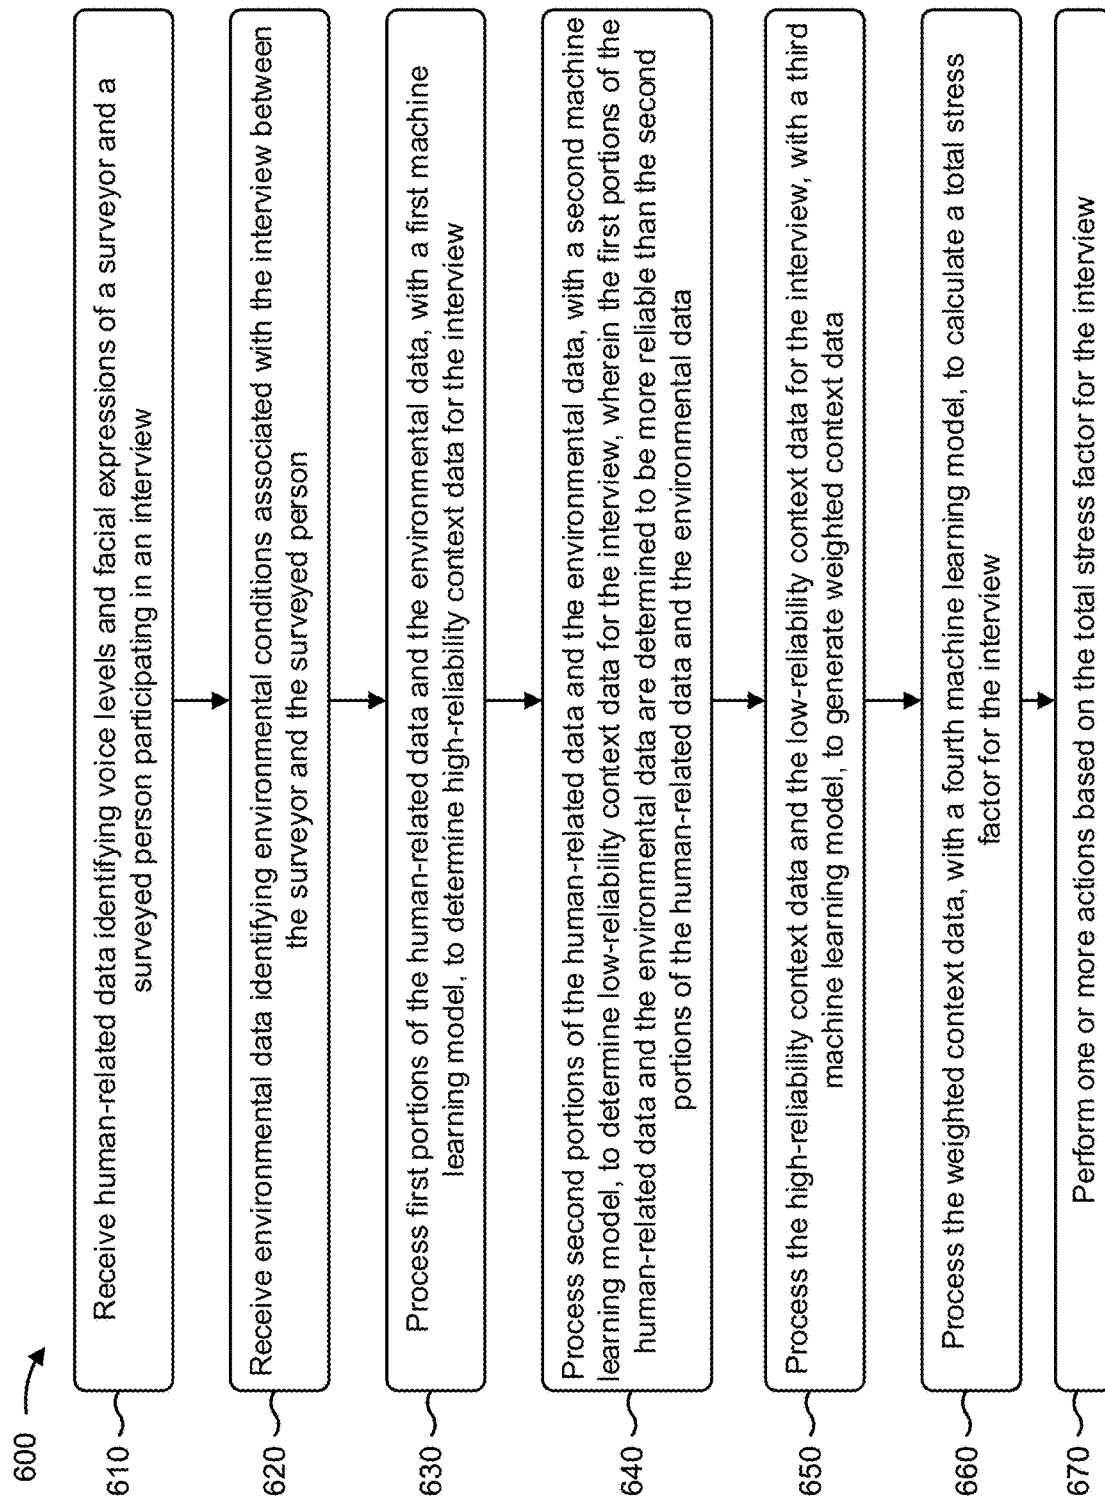 600
610
Receive human-related data identifying voice levels and facial expressions of a surveyor and a
surveyed person participating in an interview
620
Receive environmental data identifying environmental conditions associated with the interview between
the surveyor and the surveyed person
630
Process first portions of the human-related data and the environmental data, with a first machine
learning model, to determine high-reliability context data for the interview
640
Process second portions of the human-related data and the environmental data, with a second machine
learning model, to determine low-reliability context data for the interview, wherein the first portions of the
human-related data and the environmental data are determined to be more reliable than the second
portions of the human-related data and the environmental data
650
Process the high-reliability context data and the low-reliability context data for the interview, with a third
machine learning model, to generate weighted context data
660
Process the weighted context data, with a fourth machine learning model, to calculate a total stress
factor for the interview
670
Perform one or more actions based on the total stress factor for the interview